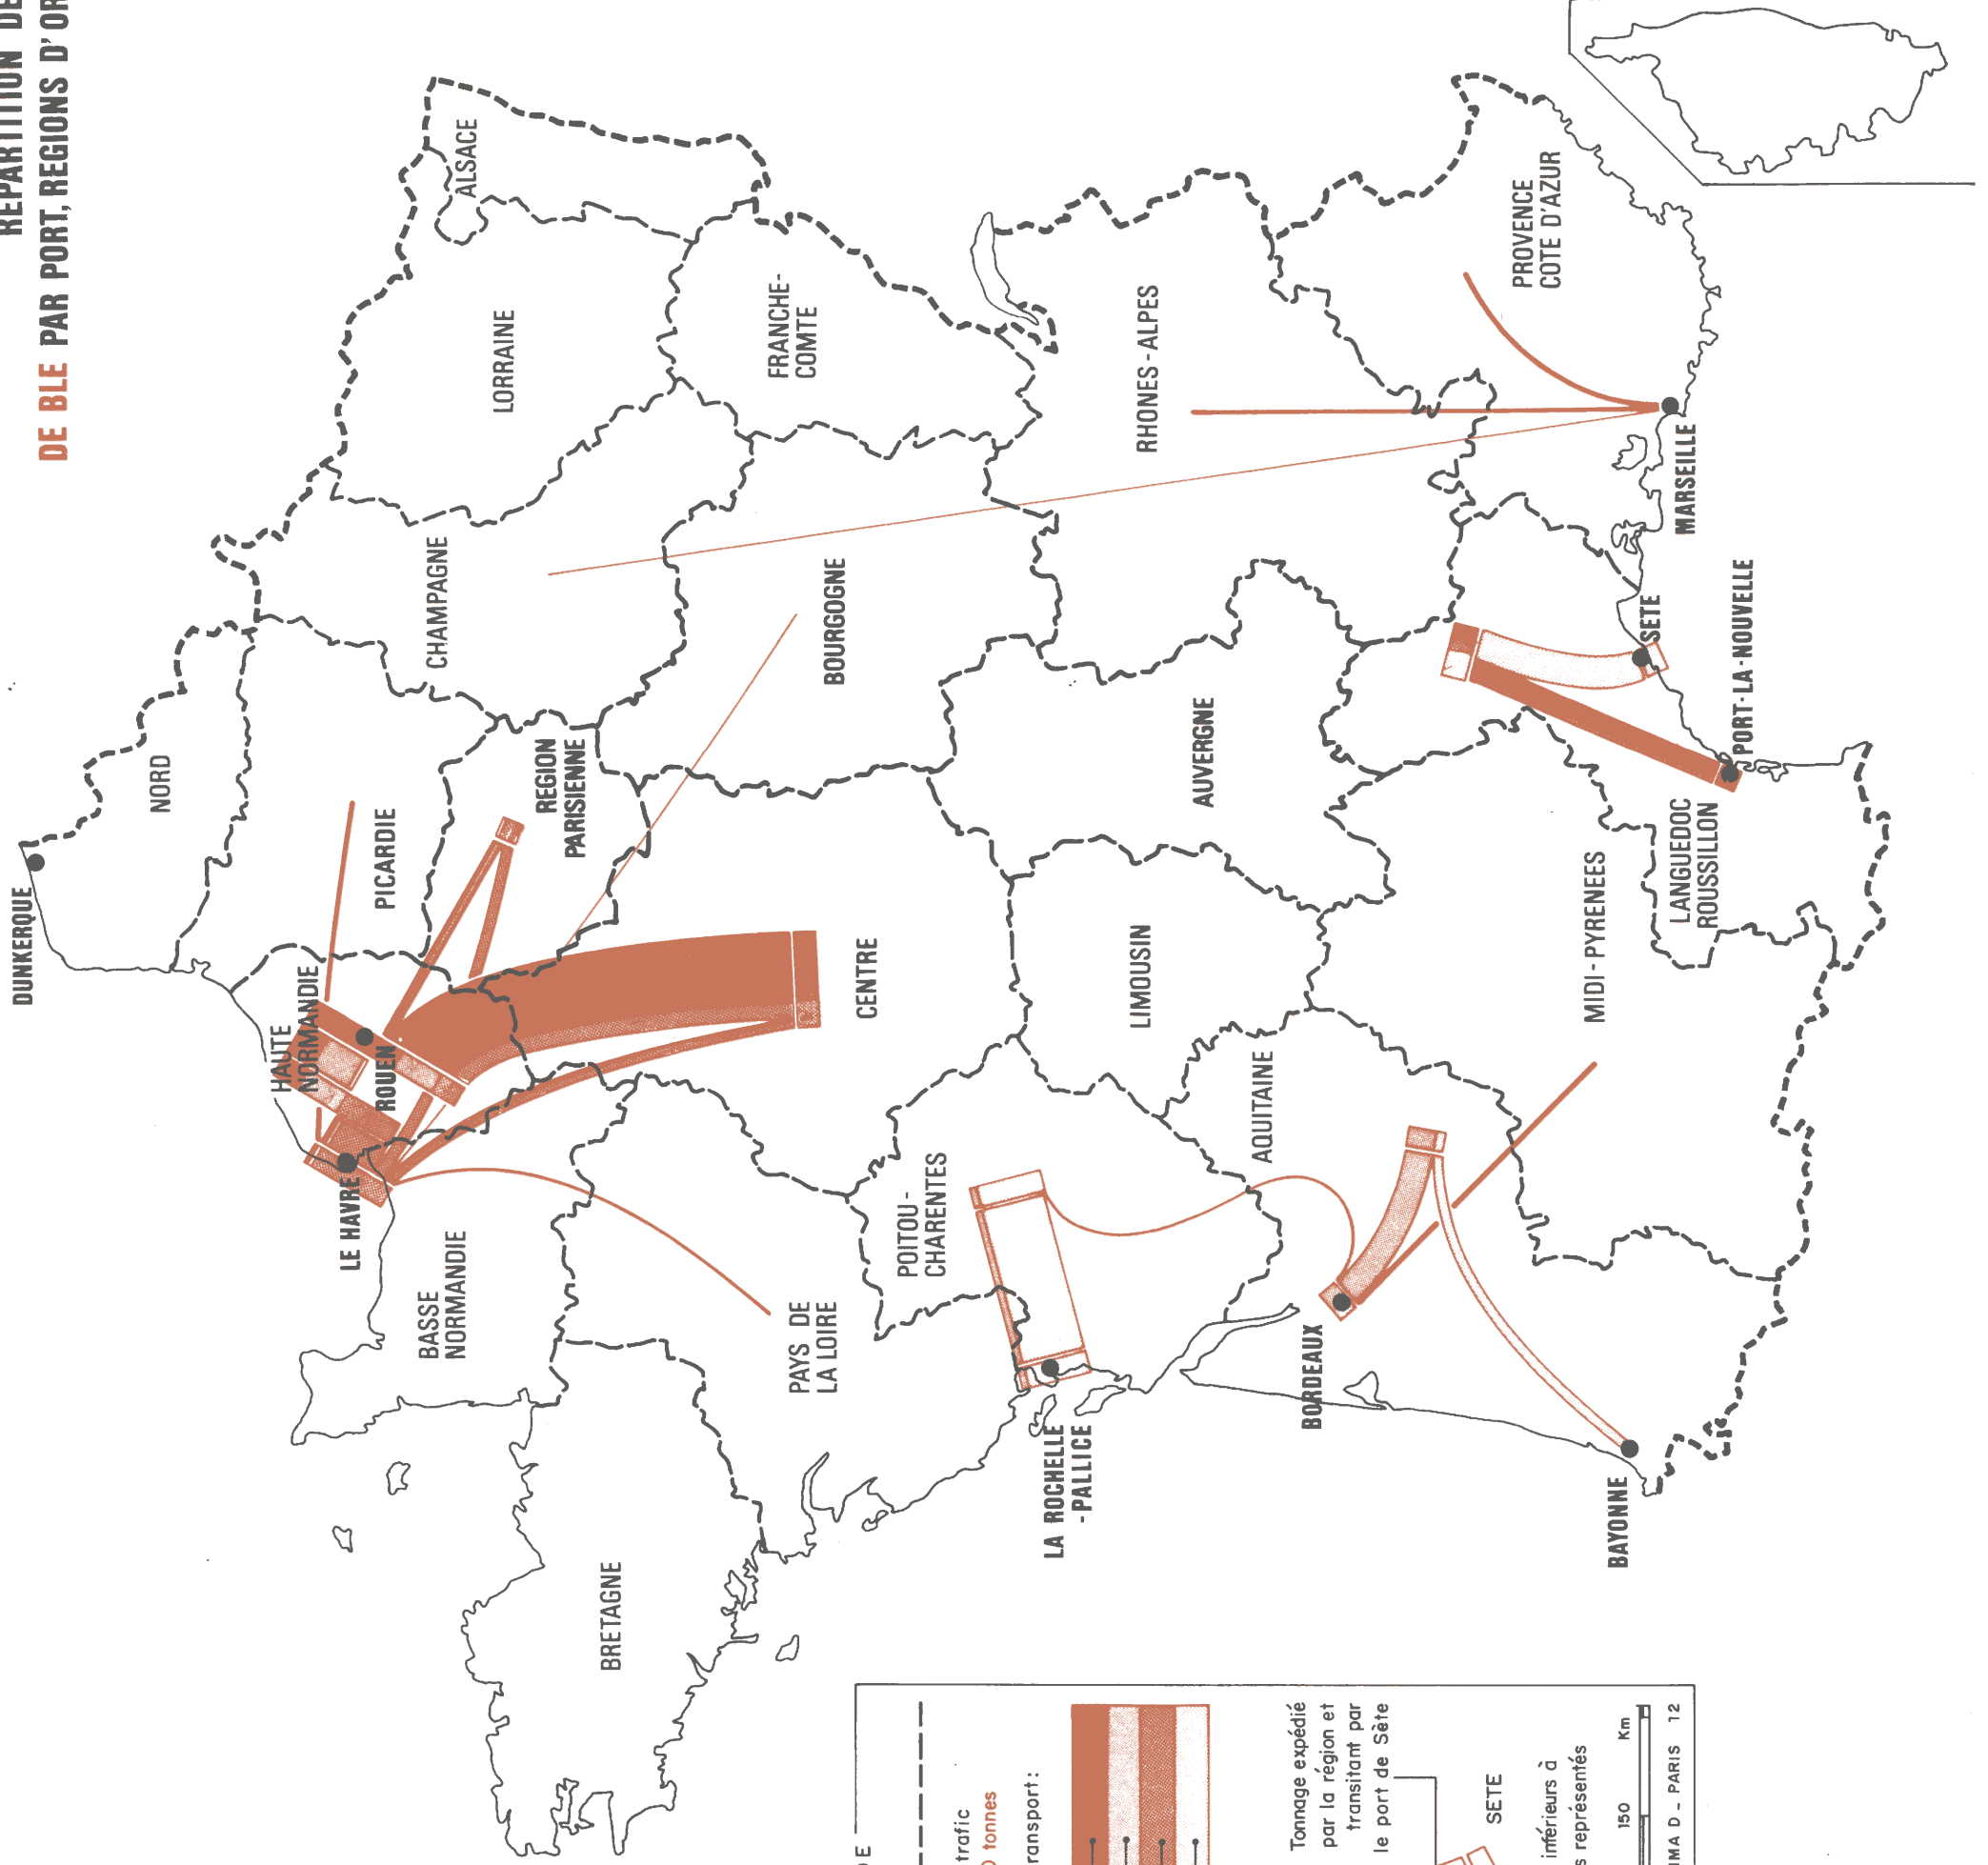 REPARTITION DE
DE BLE PAR PORT, REGIONS D'OR
DUNKERQUE
NORD
PICARDIE
HAUTE
NORMANDIE
ROUEN
LE HAVRE
BASSE
NORMANDIE
REGION
PARISIENNE
CHAMPAGNE
LORRAINE
ALSACE
FRANCHE-
COMTE
BOURGOGNE
CENTRE
PAYS DE
LA LOIRE
BRETAGNE
POITOU-
CHARENTES
LA ROCHELLE
-PALLICE
LIMOUSIN
AUVERGNE
RHONES-ALPES
AQUITAINE
BORDEAUX
BAYONNE
MIDI-PYRENEES
LANGUEDOC
ROUSSILLON
PORT-LA-NOUVELLE
SETE
MARSEILLE
PROVENCE
COTE D'AZUR
trafic
tonnes
ransport:
Tonnage expédié
par la région et
transitant par
le port de Sète
SETE
inférieurs à
s représentés
150 Km
IMA D_ PARIS 12